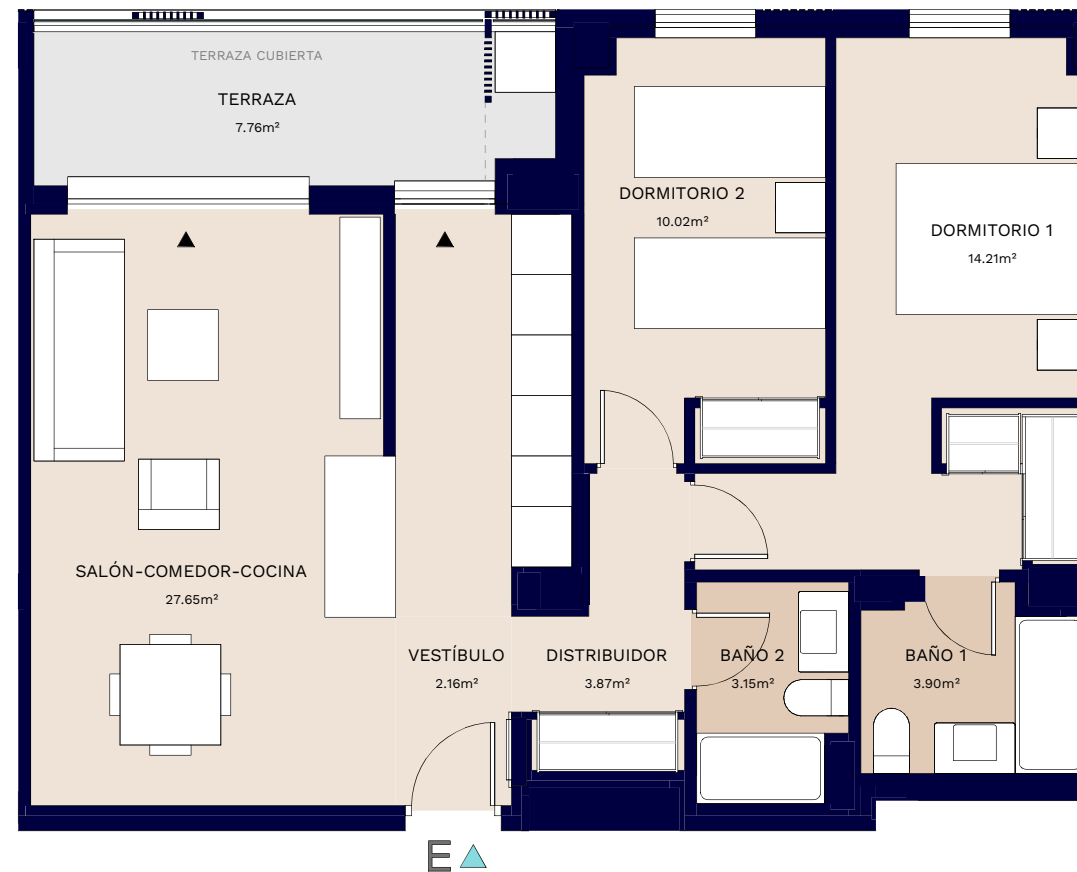 TERRAZA CUBIERTA
TERRAZA
7.76m²
DORMITORIO 2
10.02m²
DORMITORIO 1
14.21m²
SALÓN-COMEDOR-COCINA
27.65m²
VESTÍBULO
2.16m²
DISTRIBUIDOR
3.87m²
BAÑO 2
3.15m²
BAÑO 1
3.90m²
E